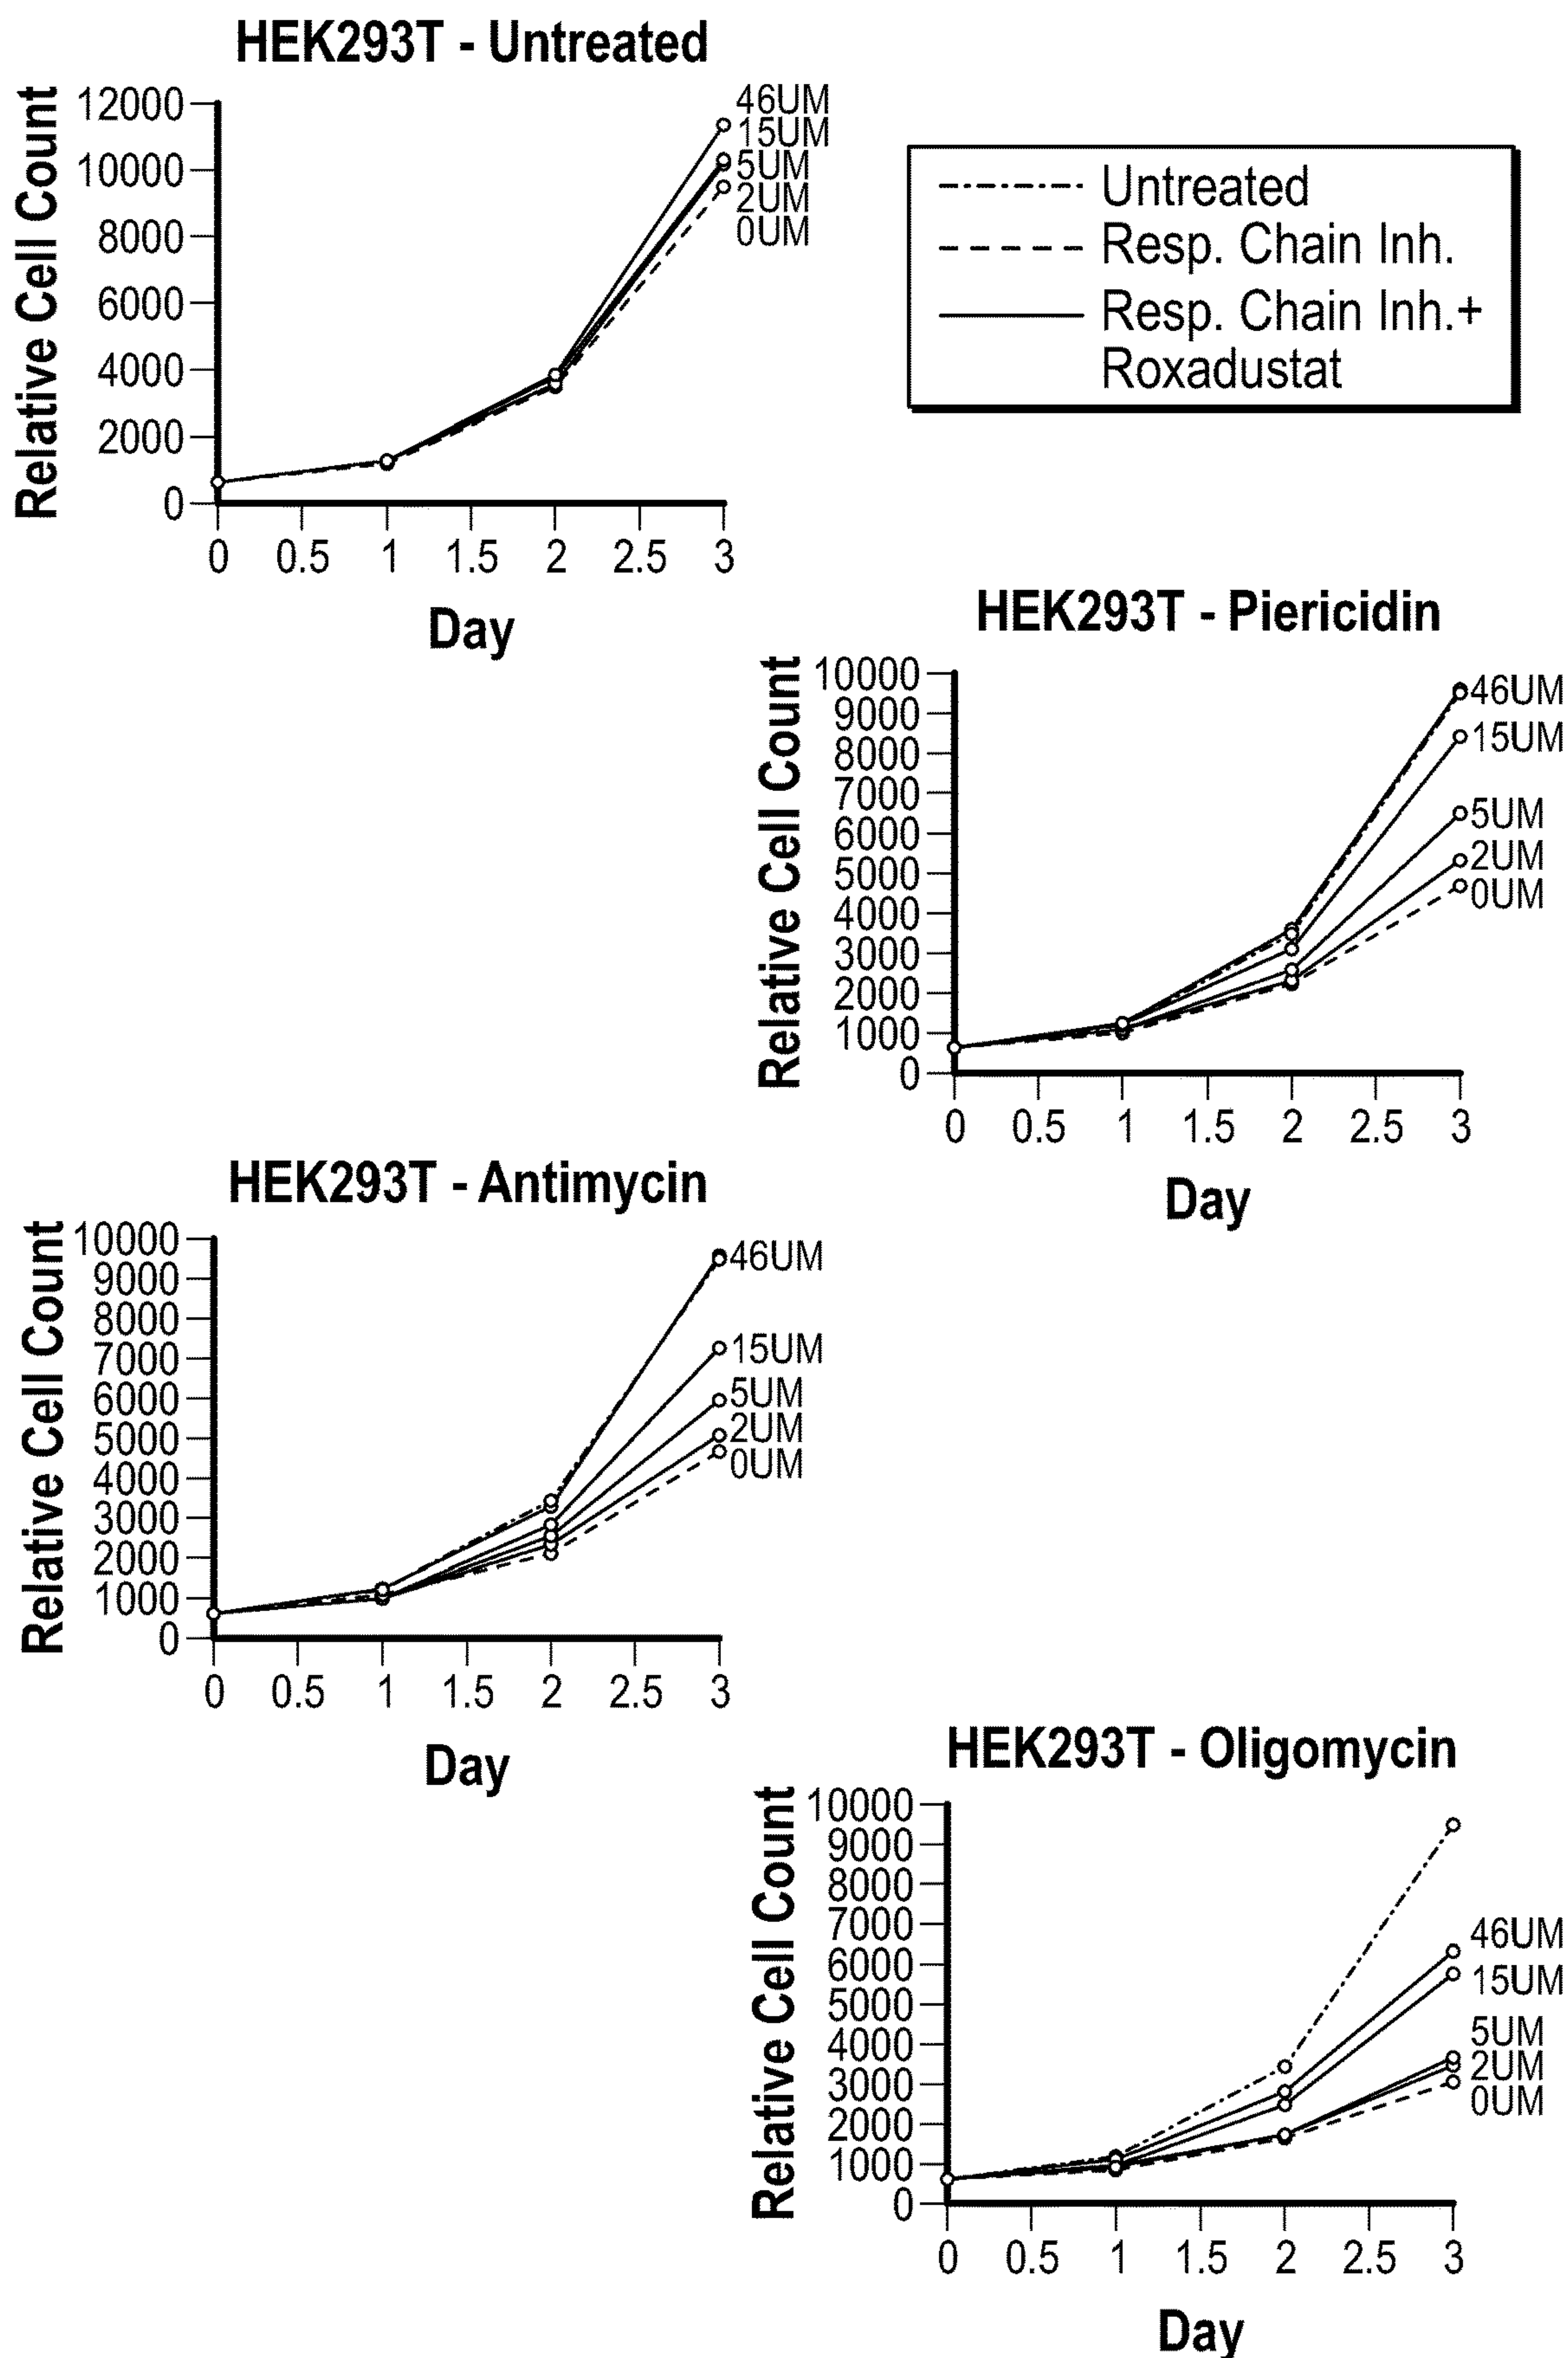 HEK293T - Untreated
Relative Cell Count
12000
10000
8000
6000
4000
2000
0
46UM
15UM
5UM
2UM
0UM
0 0.5 1 1.5 2 2.5 3
Day
Untreated
Resp. Chain Inh.
Resp. Chain Inh.+
Roxadustat
HEK293T - Piericidin
Relative Cell Count
10000
9000
8000
7000
6000
5000
4000
3000
2000
1000
0
46UM
15UM
5UM
2UM
0UM
0 0.5 1 1.5 2 2.5 3
Day
HEK293T - Antimycin
Relative Cell Count
10000
9000
8000
7000
6000
5000
4000
3000
2000
1000
0
46UM
15UM
5UM
2UM
0UM
0 0.5 1 1.5 2 2.5 3
Day
HEK293T - Oligomycin
Relative Cell Count
10000
9000
8000
7000
6000
5000
4000
3000
2000
1000
0
46UM
15UM
5UM
2UM
0UM
0 0.5 1 1.5 2 2.5 3
Day